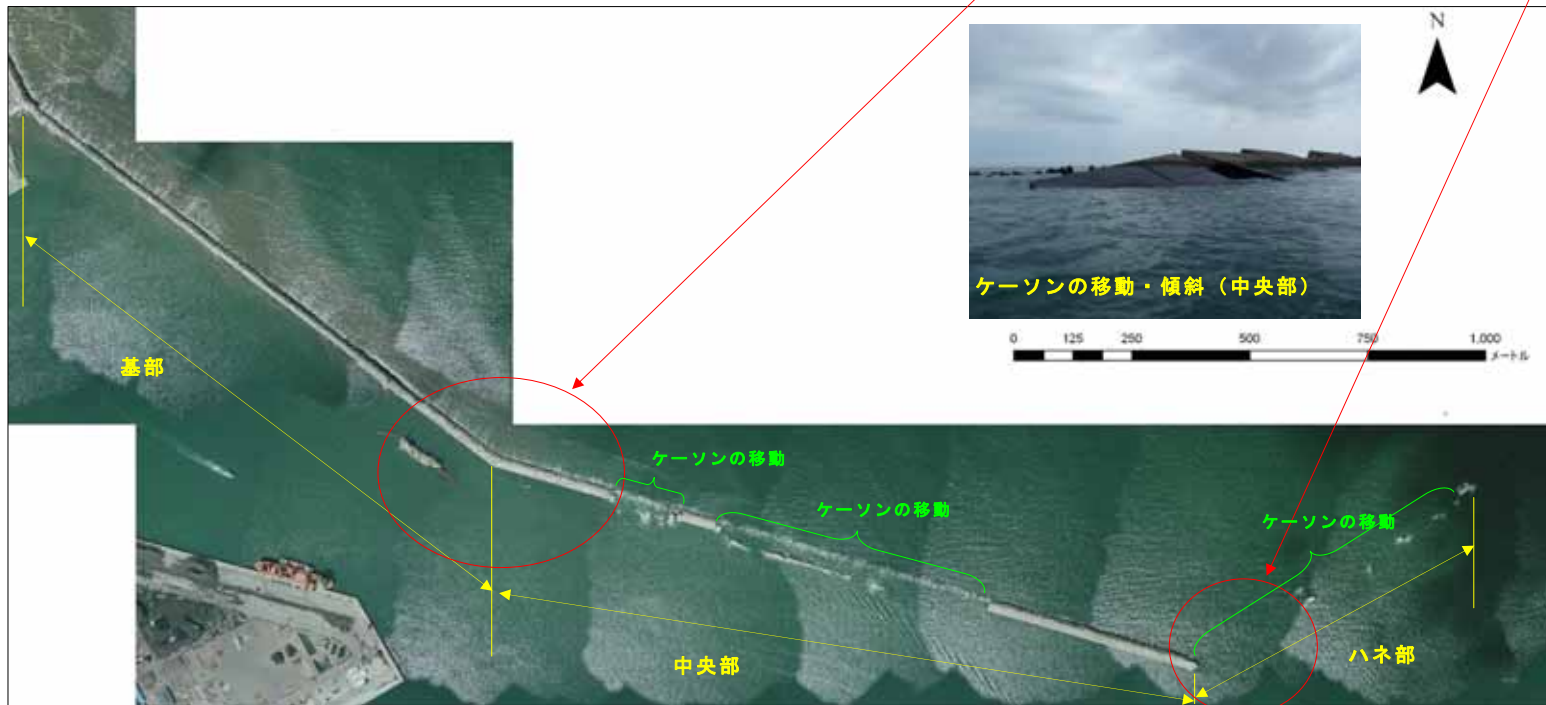 N
ケーソンの移動・傾斜（中央部）
0 125 250 500 750 1,000
メートル
基部
ケーソンの移動
ケーソンの移動
ケーソンの移動
中央部
ハネ部